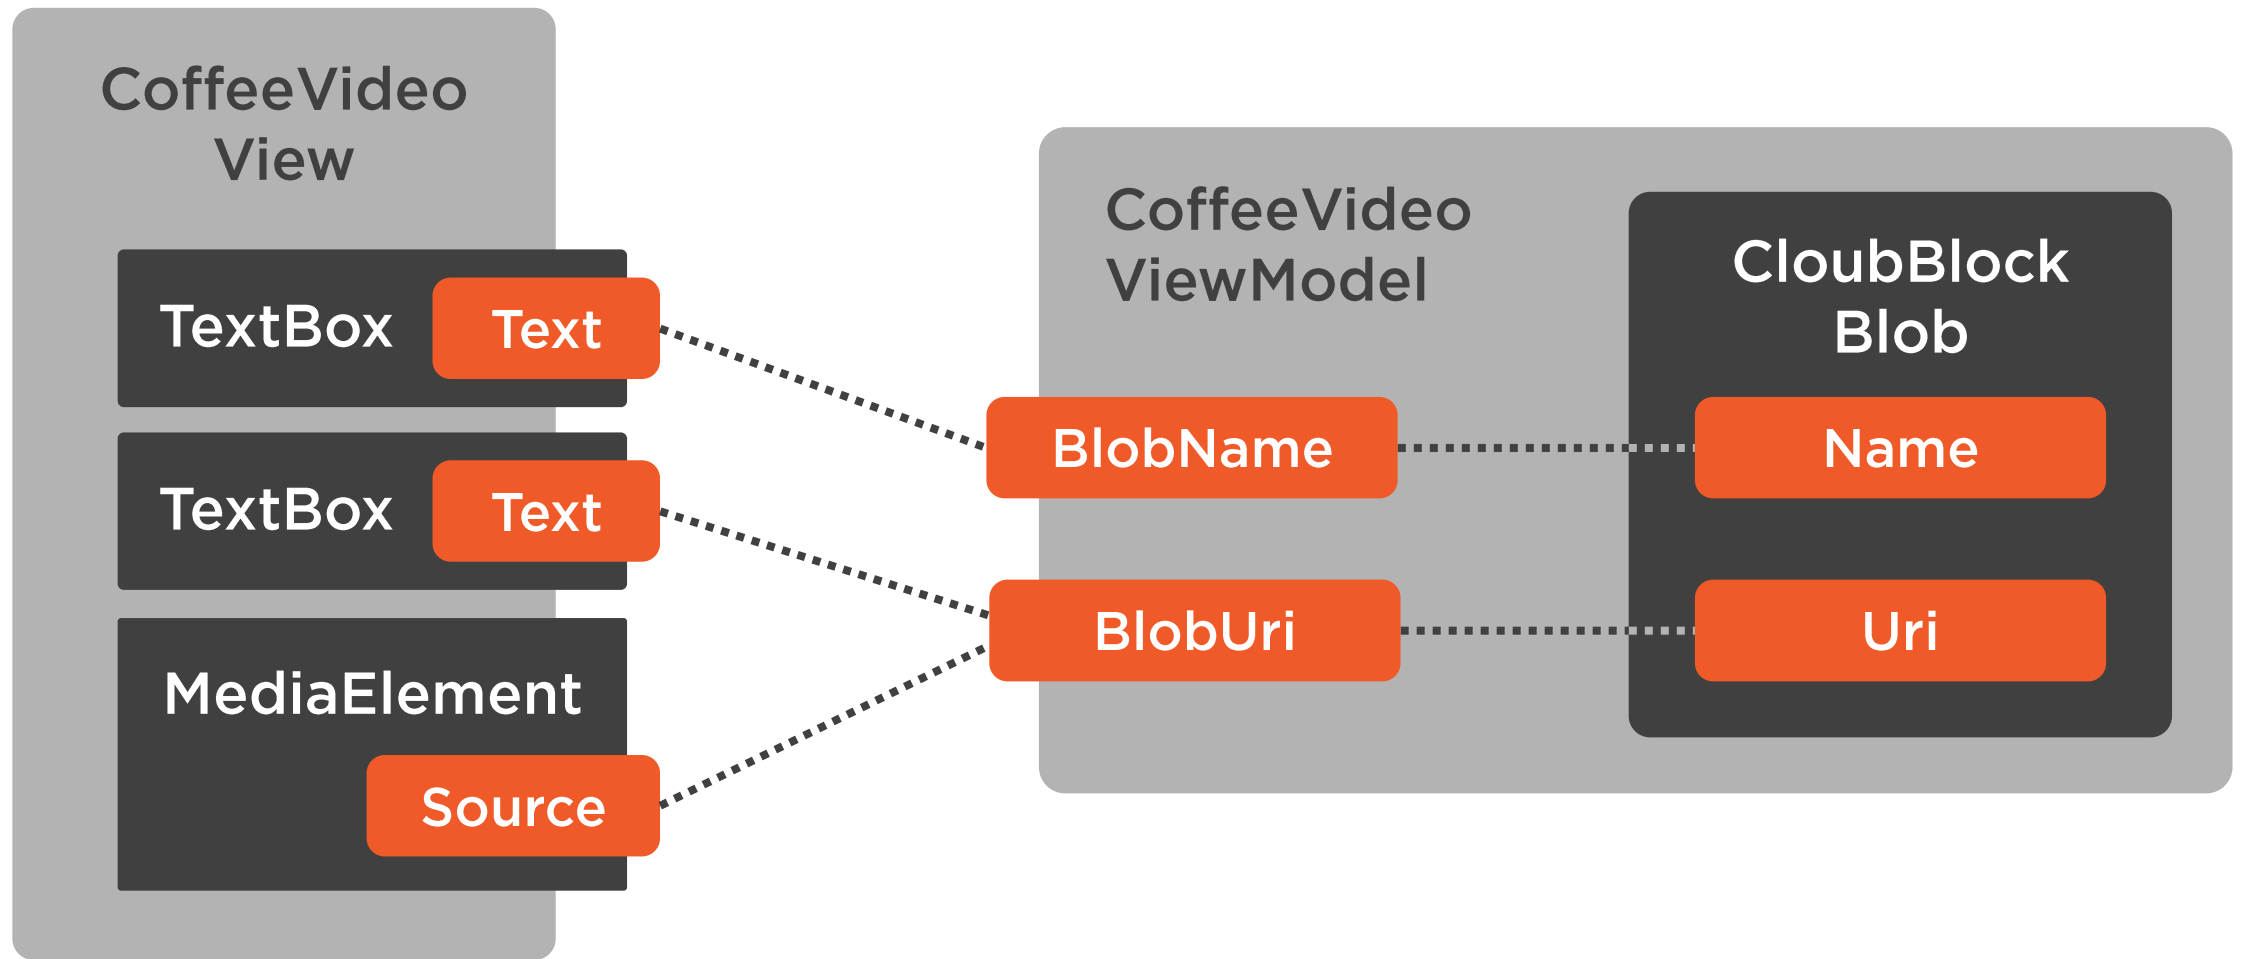 CoffeeVideo
View
TextBox
Text
TextBox
Text
MediaElement
Source
CoffeeVideo
ViewModel
BlobName
BlobUri
CloubBlock
Blob
Name
Uri